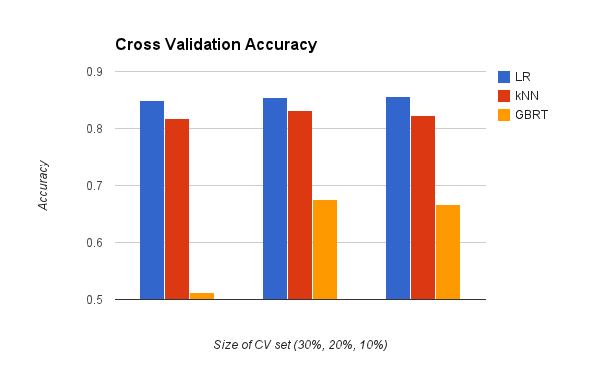 Cross Validation Accuracy
0.9
0.8
0.7
0.6
0.5
Accuracy
LR
kNN
GBRT
Size of CV set (30%, 20%, 10%)